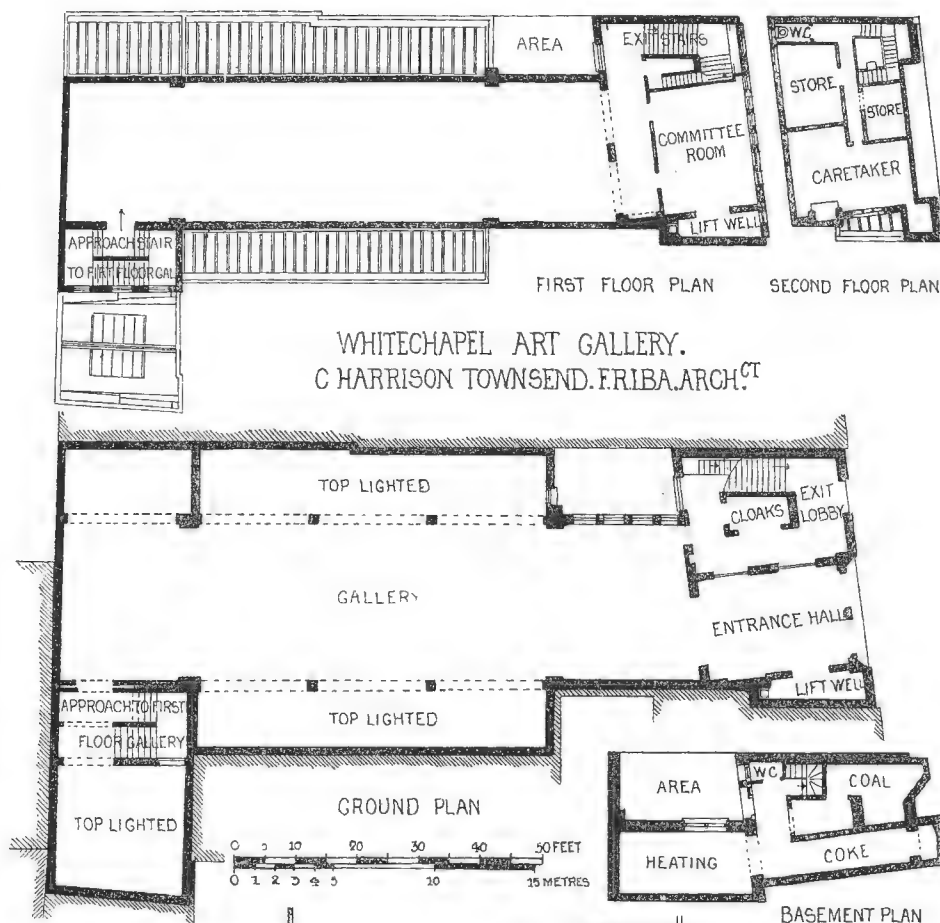 AREA
EXIT STAIRS
W.C.
STORE
STORE
COMMITTEE
ROOM
CARETAKER
LIFT WELL
APPROACH STAIR
TO FIRT FLOOR GAL
FIRST FLOOR PLAN
SECOND FLOOR PLAN
WHITECHAPEL ART GALLERY.
C HARRISON TOWNSEND. F.R.I.B.A. ARCH.CT
TOP LIGHTED
CLOAKS
EXIT
LOBBY
GALLERY
ENTRANCE HALL
LIFT WELL
APPROACH TO FIRST
FLOOR GALLERY
TOP LIGHTED
TOP LIGHTED
GROUND PLAN
AREA
W.C.
COAL
HEATING
COKE
BASEMENT PLAN
0 5 10 20 30 40 50 FEET
0 1 2 3 4 5 10 15 METRES